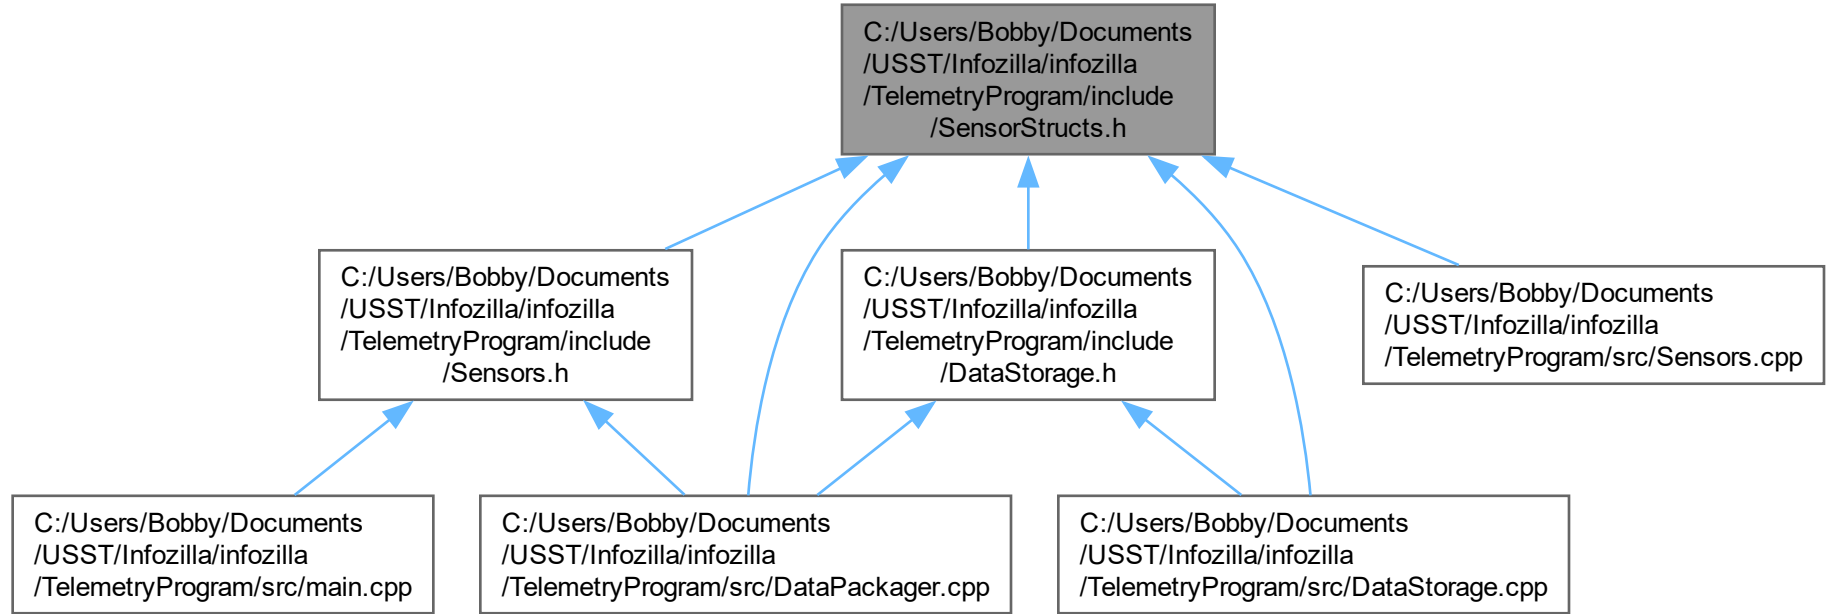 C:/Users/Bobby/Documents
/USST/Infozilla/infozilla
/TelemetryProgram/include
/SensorStructs.h
C:/Users/Bobby/Documents
/USST/Infozilla/infozilla
/TelemetryProgram/include
/Sensors.h
C:/Users/Bobby/Documents
/USST/Infozilla/infozilla
/TelemetryProgram/include
/DataStorage.h
C:/Users/Bobby/Documents
/USST/Infozilla/infozilla
/TelemetryProgram/src/Sensors.cpp
C:/Users/Bobby/Documents
/USST/Infozilla/infozilla
/TelemetryProgram/src/main.cpp
C:/Users/Bobby/Documents
/USST/Infozilla/infozilla
/TelemetryProgram/src/DataPackager.cpp
C:/Users/Bobby/Documents
/USST/Infozilla/infozilla
/TelemetryProgram/src/DataStorage.cpp